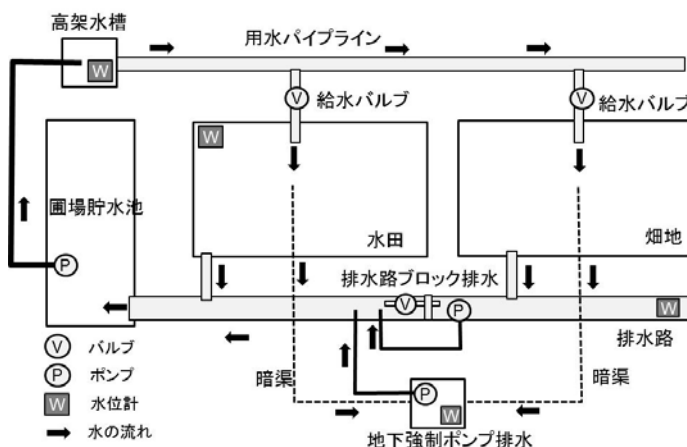 高架水槽
用水パイプライン
W
V
給水バルブ
V
給水バルブ
W
圃場貯水池
水田
畑地
P
排水路ブロック排水
V
P
W
排水路
V バルブ
P ポンプ
W 水位計
水の流れ
暗渠
暗渠
P
W
地下強制ポンプ排水